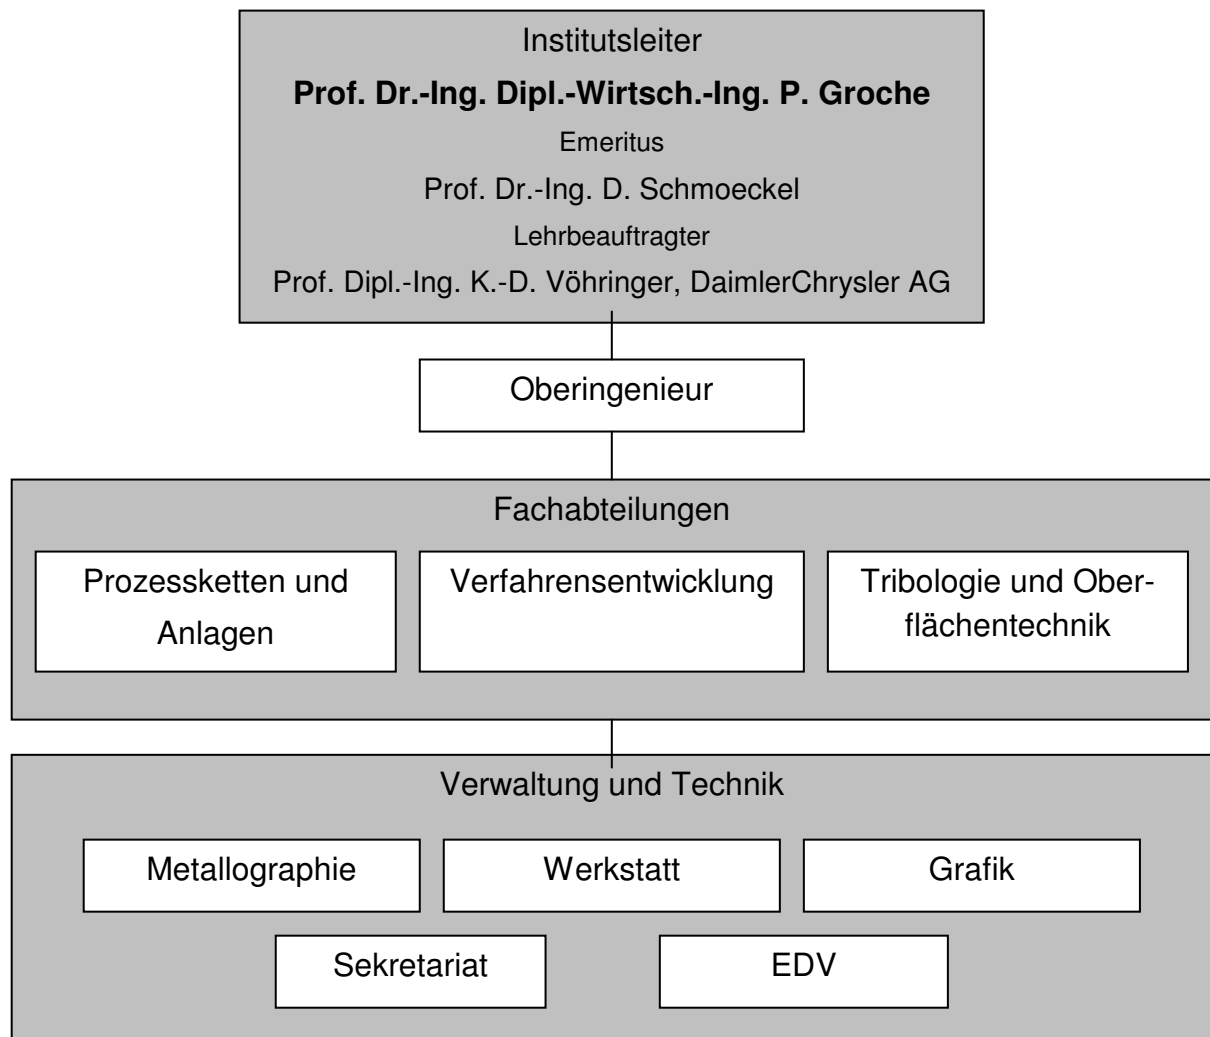 Institutsleiter
Prof. Dr.-Ing. Dipl.-Wirtsch.-Ing. P. Groche
Emeritus
Prof. Dr.-Ing. D. Schmoeckel
Lehrbeauftragter
Prof. Dipl.-Ing. K.-D. Vöhringer, DaimlerChrysler AG
Oberingenieur
Fachabteilungen
Prozessketten und
Anlagen
Verfahrensentwicklung
Tribologie und Ober-
flächentechnik
Verwaltung und Technik
Metallographie
Werkstatt
Grafik
Sekretariat
EDV